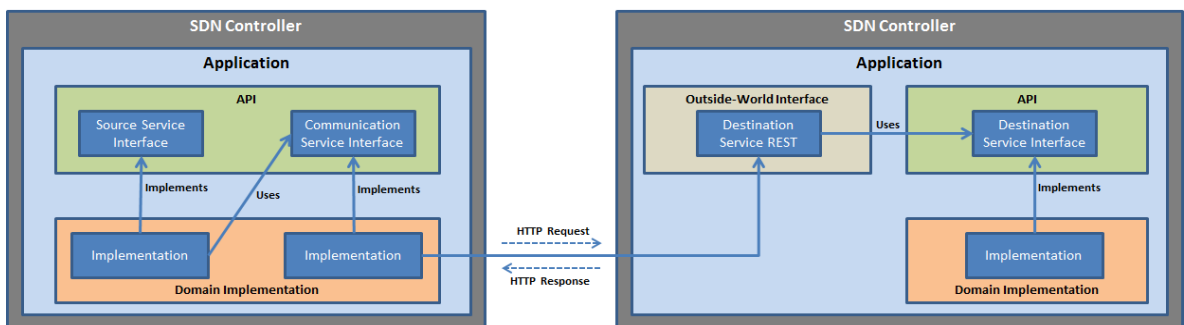 SDN Controller
Application
API
Source Service
Interface
Communication
Service Interface
Implements
Uses
Implements
Implementation
Implementation
Domain Implementation
HTTP Request
HTTP Response
SDN Controller
Application
Outside-World Interface
Destination
Service REST
Uses
API
Destination
Service Interface
Implements
Implementation
Domain Implementation